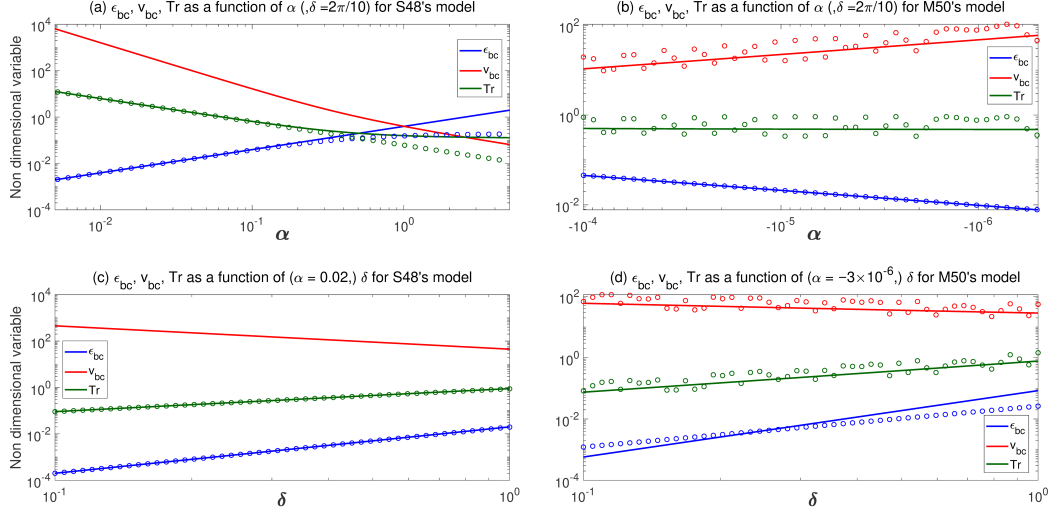 (a) ϵbc, vbc, Tr as a function of α (,δ =2π/10) for S48's model
10^4
10^2
10^0
10^-2
10^-4
Non dimensional variable
ϵbc
vbc
Tr
10^-2
10^-1
10^0
α
(b) ϵbc, vbc, Tr as a function of α (,δ=2π/10) for M50's model
10^2
10^0
10^-2
ϵbc
vbc
Tr
-10^-4
-10^-5
-10^-6
α
(c) ϵbc, vbc, Tr as a function of (α = 0.02,) δ for S48's model
10^4
10^2
10^0
10^-2
10^-4
Non dimensional variable
ϵbc
vbc
Tr
10^-1
10^0
δ
(d) ϵbc, vbc, Tr as a function of (α = −3×10^-6,) δ for M50's model
10^2
10^0
10^-2
10^-4
ϵbc
vbc
Tr
10^-1
10^0
δ